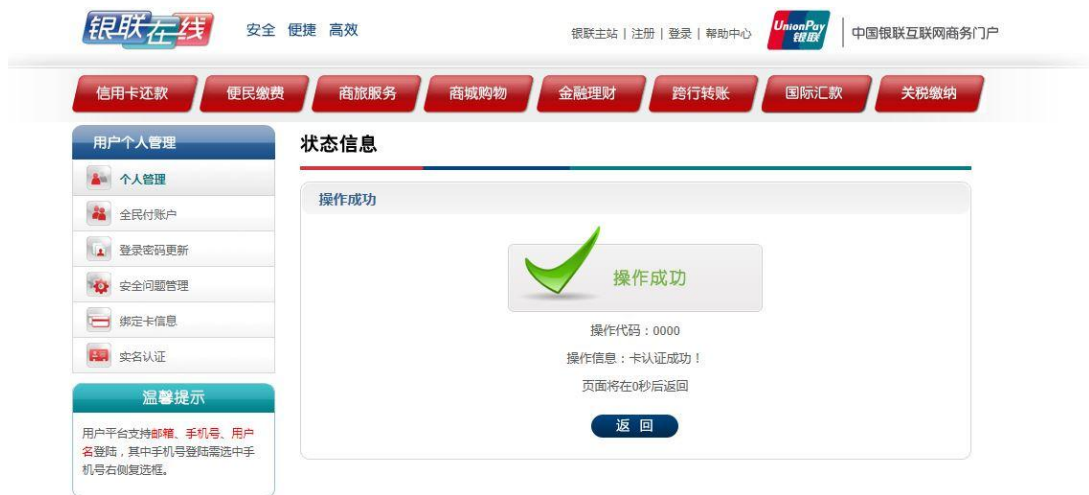 银联在线
安全 便捷 高效
银联主站 | 注册 | 登录 | 帮助中心
UnionPay
银联
中国银联互联网商务门户
信用卡还款 便民缴费 商旅服务 商城购物 金融理财 跨行转账 国际汇款 关税缴纳
用户个人管理
个人管理
全民付账户
登录密码更新
安全问题管理
绑定卡信息
实名认证
温馨提示
用户平台支持邮箱、手机号、用户
名登陆，其中手机号登陆需选中手
机号右侧复选框。
状态信息
操作成功
操作成功
操作代码：0000
操作信息：卡认证成功！
页面将在0秒后返回
返 回